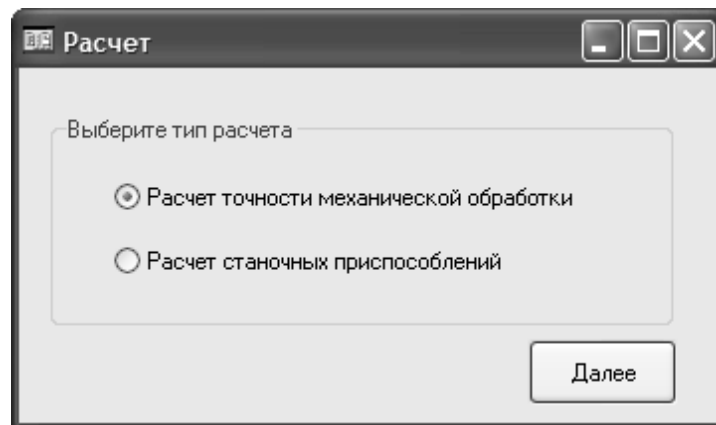 Расчет
Выберите тип расчета
Расчет точности механической обработки
Расчет станочных приспособлений
Далее